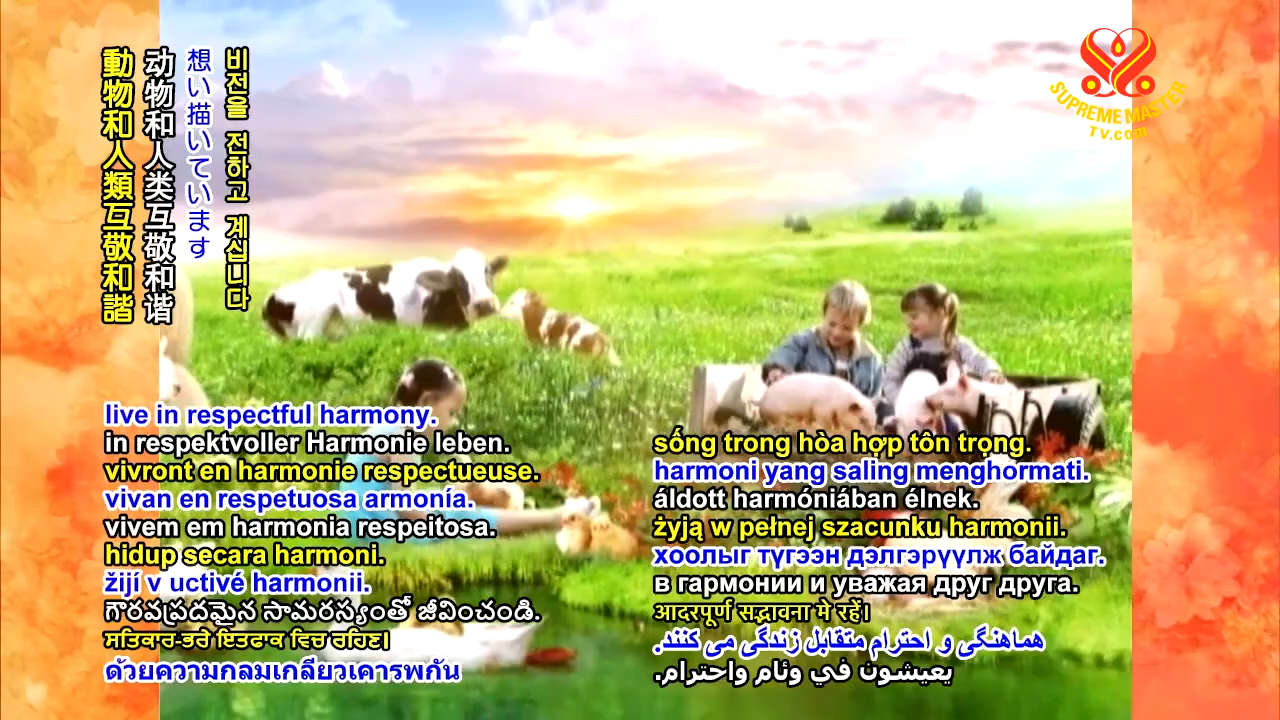 動物和人類互敬和諧
动物和人类互敬和谐
想い描いています
비전을 전하고 계십니다
SUPREME MASTER
TV.com
live in respectful harmony.
in respektvoller Harmonie leben.
vivront en harmonie respectueuse.
vivan en respetuosa armonía.
vivem em harmonia respeitosa.
hidup secara harmoni.
žijí v uctivé harmonii.
గౌరవప్రదమైన సామరస్యంతో జీవించండి.
ਸਤਿਕਾਰ-ਭਰੇ ਇੱਤਫਾਕ ਵਿਚ ਰਹਿਣ।
ด้วยความกลมเกลียวเคารพกัน
sống trong hòa hợp tôn trọng.
harmoni yang saling menghormati.
áldott harmóniában élnek.
żyją w pełnej szacunku harmonii.
хоолыг түгээн дэлгэрүүлж байдаг.
в гармонии и уважая друг друга.
आदरपूर्ण सद्भावना मे रहें।
هماهنگی و احترام متقابل زندگی می کنند.
يعيشون في وئام واحترام.